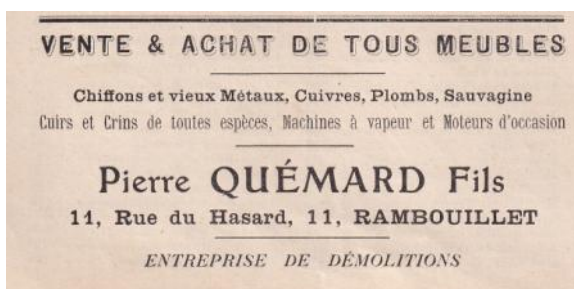 VENTE & ACHAT DE TOUS MEUBLES
Chiffons et vieux Métaux, Cuivres, Plombs, Sauvagine
Cuirs et Crins de toutes espèces, Machines à vapeur et Moteurs d'occasion
Pierre QUÉMARD Fils
11, Rue du Hasard, 11, RAMBOUILLET
ENTREPRISE DE DÉMOLITIONS